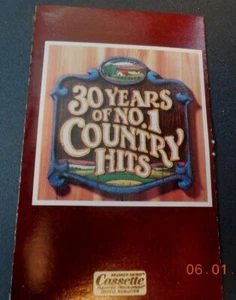 30 YEARS
OF NO.1
COUNTRY
HITS
Cassette
06.01.